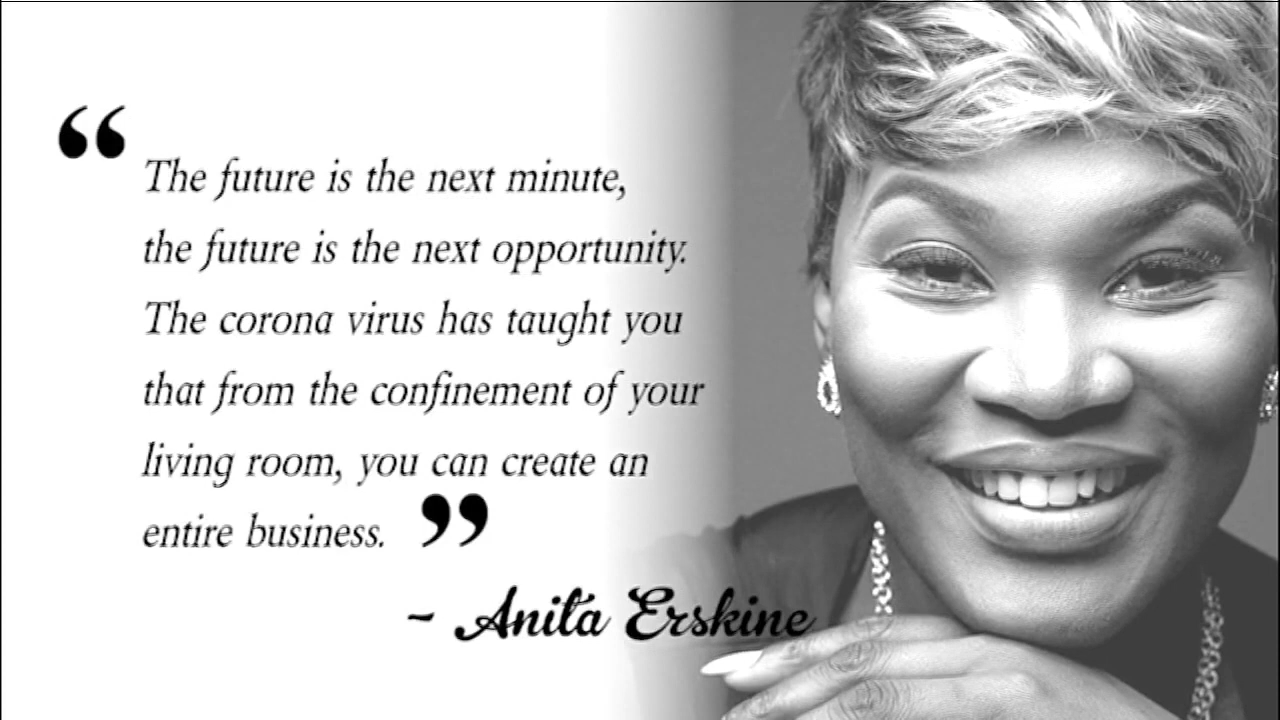 “ The future is the next minute,
the future is the next opportunity.
The corona virus has taught you
that from the confinement of your
living room, you can create an
entire business. ”
~ Anita Erskine